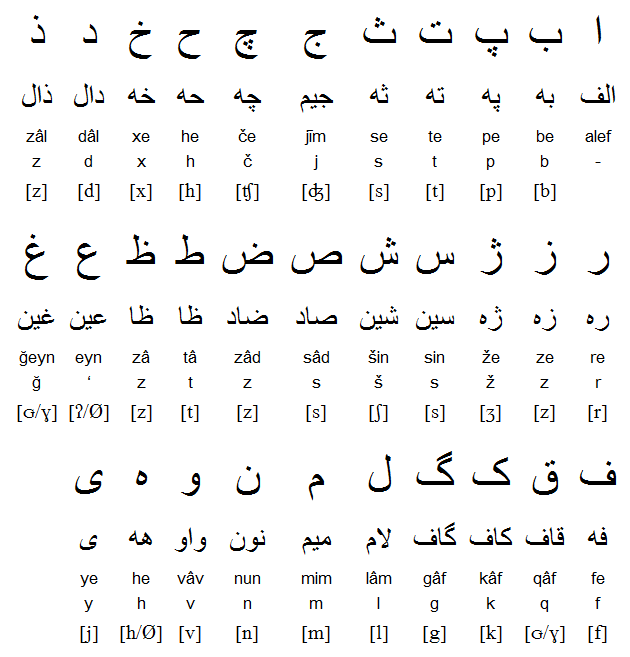 ا ب پ ت ث ج چ ح خ د ذ
الف به په ته ثه جیم چه حه خه دال ذال
zâl dâl xe he če jīm se te pe be alef
z d x h č j s t p b -
[z] [d] [x] [h] [ʧ] [ʤ] [s] [t] [p] [b]
ر ز ژ س ش ص ض ط ظ ع غ
ره زه ژه سین شین صاد ضاد ظا ظا عین غین
ğeyn eyn zâ tâ zâd sâd šin sin že ze re
ğ ‘ z t z s š s ž z r
[ɢ/ɣ] [ʔ/Ø] [z] [t] [z] [s] [ʃ] [s] [ʒ] [z] [r]
ف ق ک گ ل م ن و ه ی
فه قاف کاف گاف لام میم نون واو هه ی
ye he vâv nun mim lâm gâf kâf qâf fe
y h v n m l g k q f
[j] [h/Ø] [v] [n] [m] [l] [g] [k] [ɢ/ɣ] [f]